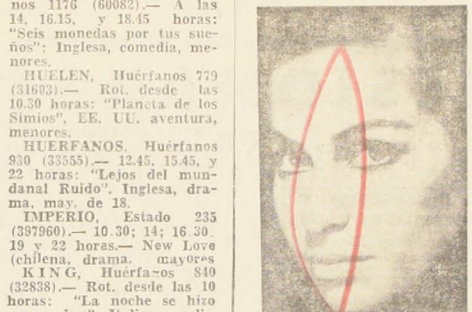 nos 1176 (60082).— A las
14, 16.15, y 18.45 horas:
"Seis monedas por tus sue-
ños"; Inglesa, comedia, me-
nores.
HUELEN, Huérfanos 779
(31603).— Rot. desde las
10.30 horas: "Planeta de los
Simios", EE. UU. aventura,
menores.
HUERFANOS, Huérfanos
930 (33555).— 12.45, 15.45, y
22 horas: "Lejos del mun-
danal Ruido". Inglesa, dra-
ma, may. de 18.
IMPERIO, Estado 235
(397960).— 10.30; 14; 16.30.
19 y 22 horas.— New Love
(chilena, drama, mayores
KING, Huérfanos 840
(32838).— Rot. desde las 10
horas: "La noche se hizo